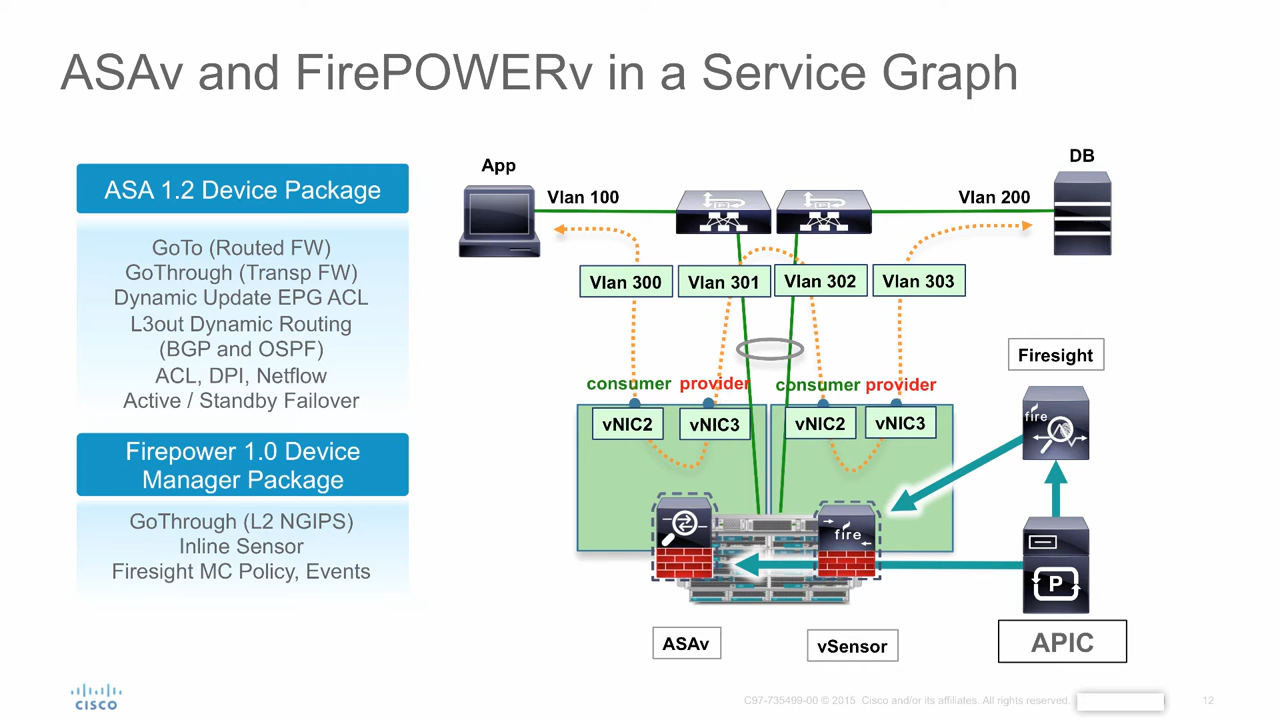 ASAv and FirePOWERv in a Service Graph
ASA 1.2 Device Package
GoTo (Routed FW)
GoThrough (Transp FW)
Dynamic Update EPG ACL
L3out Dynamic Routing
(BGP and OSPF)
ACL, DPI, Netflow
Active / Standby Failover
Firepower 1.0 Device
Manager Package
GoThrough (L2 NGIPS)
Inline Sensor
Firesight MC Policy, Events
App
DB
Vlan 100
Vlan 200
Vlan 300
Vlan 301
Vlan 302
Vlan 303
Firesight
consumer
provider
consumer
provider
vNIC2
vNIC3
vNIC2
vNIC3
fire
fire
P
ASAv
vSensor
APIC
CISCO
C97-735499-00 © 2015 Cisco and/or its affiliates. All rights reserved.
12